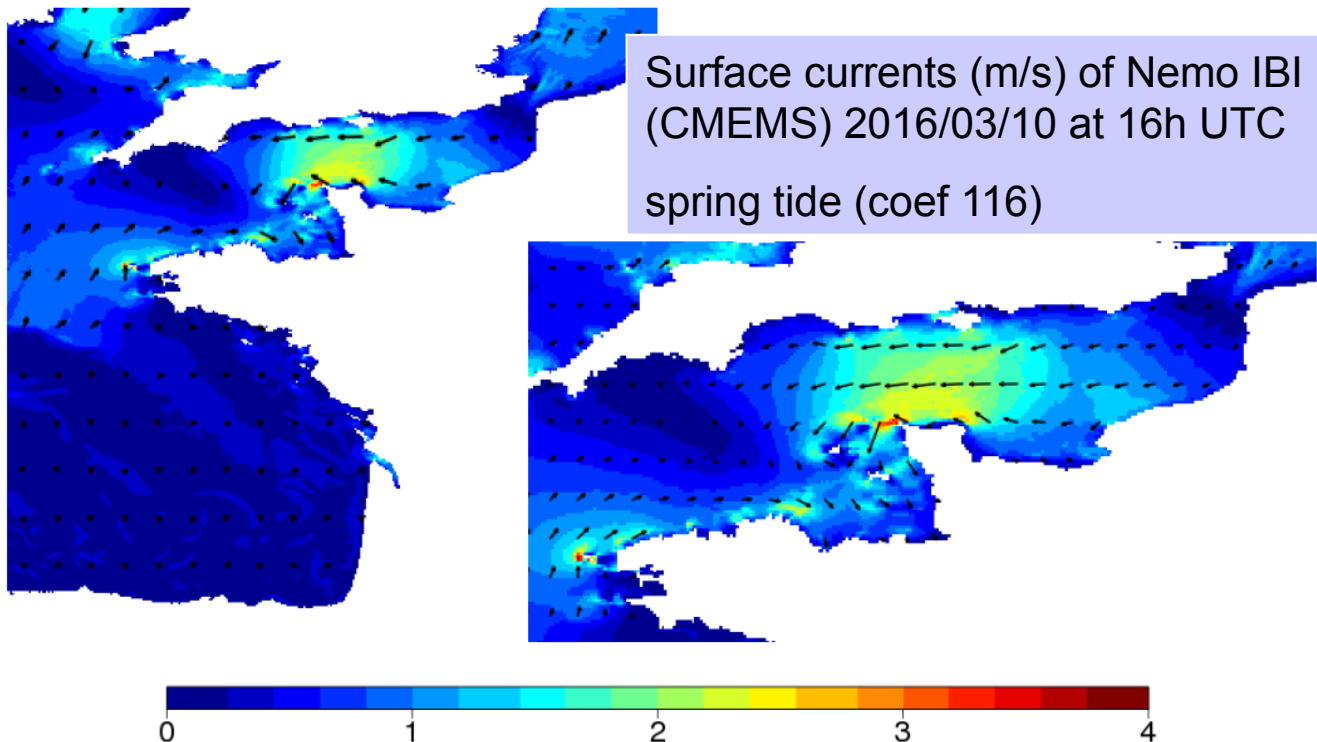 Surface currents (m/s) of Nemo IBI
(CMEMS) 2016/03/10 at 16h UTC
spring tide (coef 116)
0 1 2 3 4